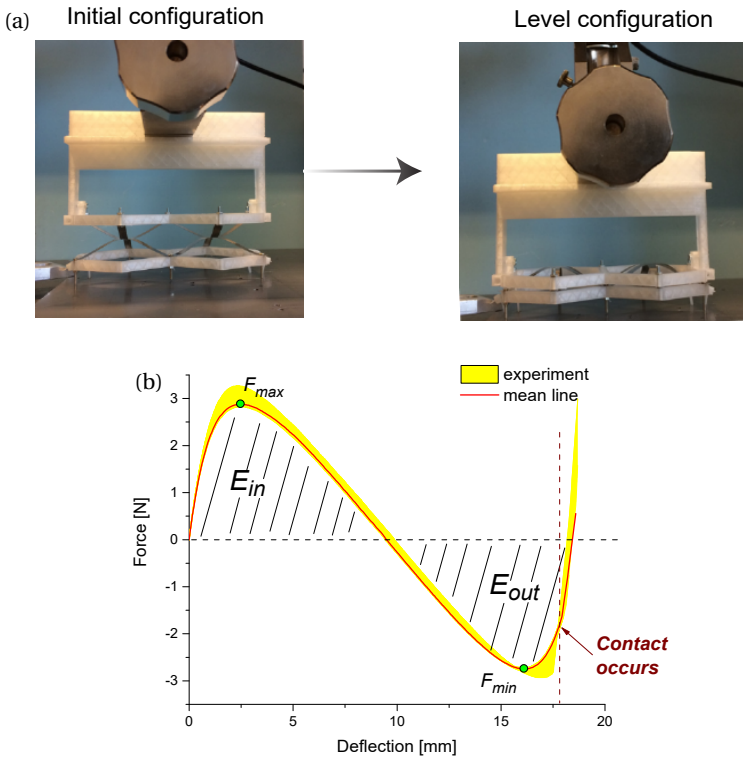 (a)
Initial configuration
Level configuration
(b)
experiment
mean line
F_max
E_in
E_out
F_min
Contact
occurs
Force [N]
3
2
1
0
-1
-2
-3
0
5
10
15
20
Deflection [mm]